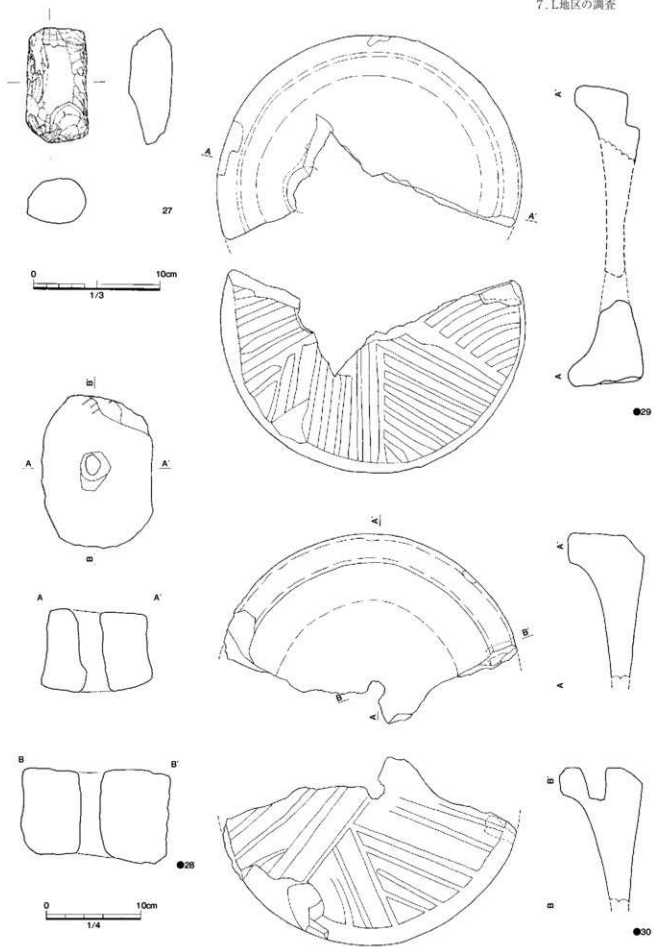 7. L地区の調査
27
0 10cm
1/3
A A´
A´
A
●29
B´
A A´
B
A A´
B B´
●28
0 10cm
1/4
A´
B´
B
A
A´
A
B´
B
●30